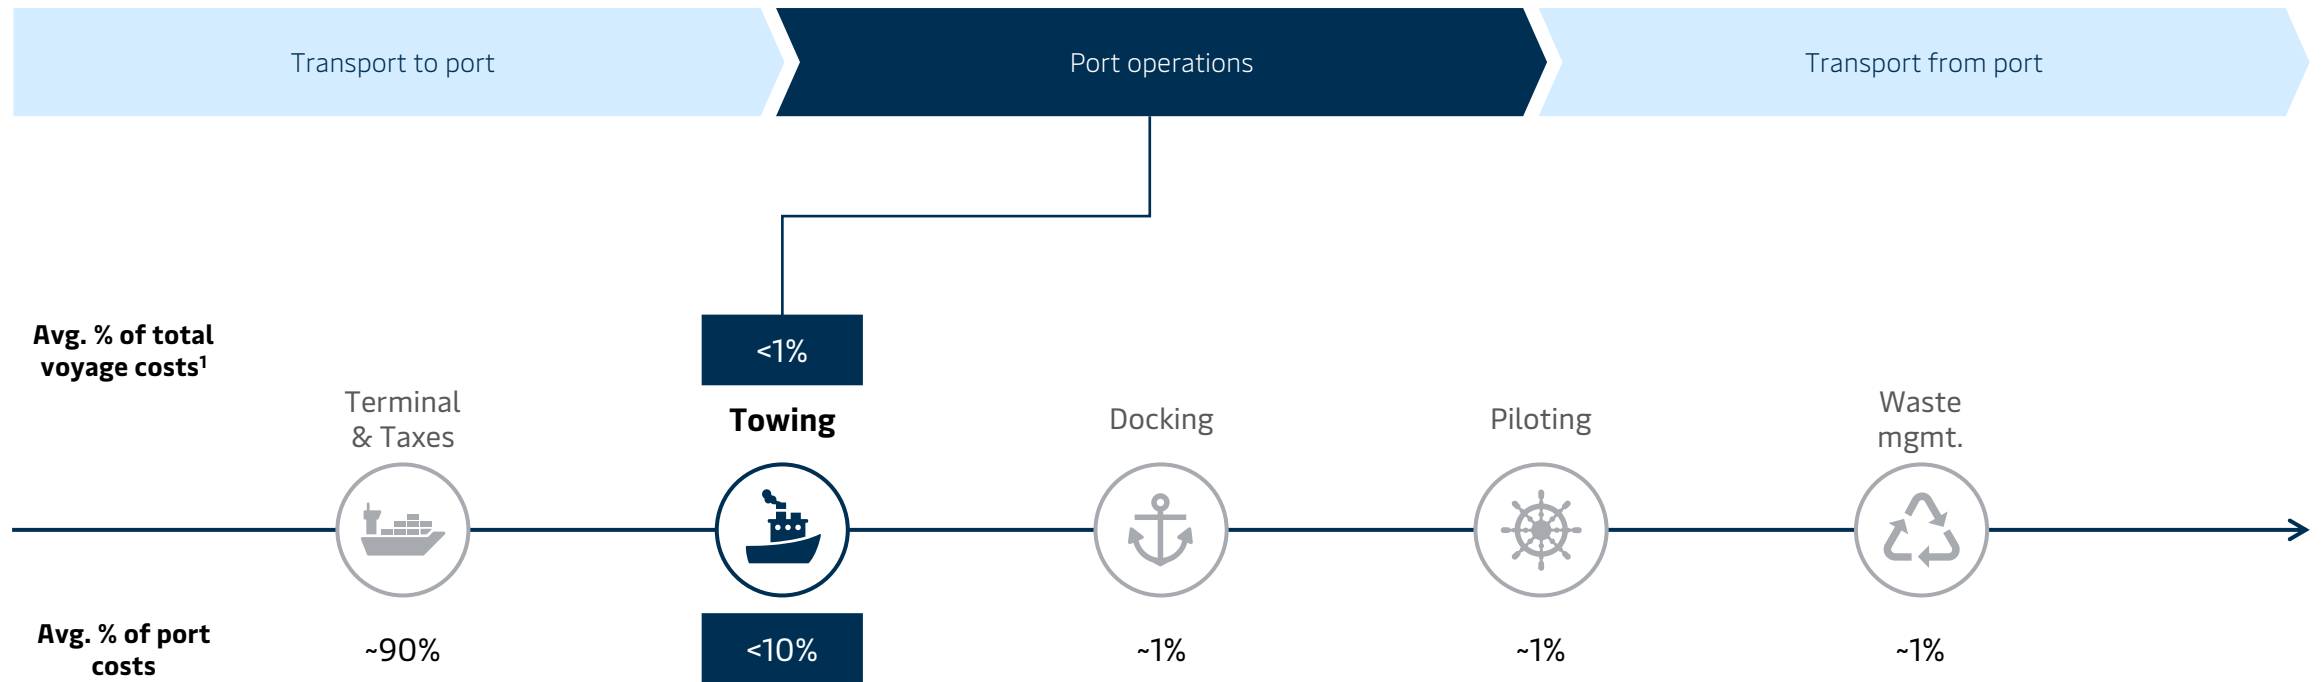 Transport to port
Port operations
Transport from port
Avg. % of total
voyage costs¹
<1%
Terminal
& Taxes
Towing
Docking
Piloting
Waste
mgmt.
Avg. % of port
costs
~90%
<10%
~1%
~1%
~1%